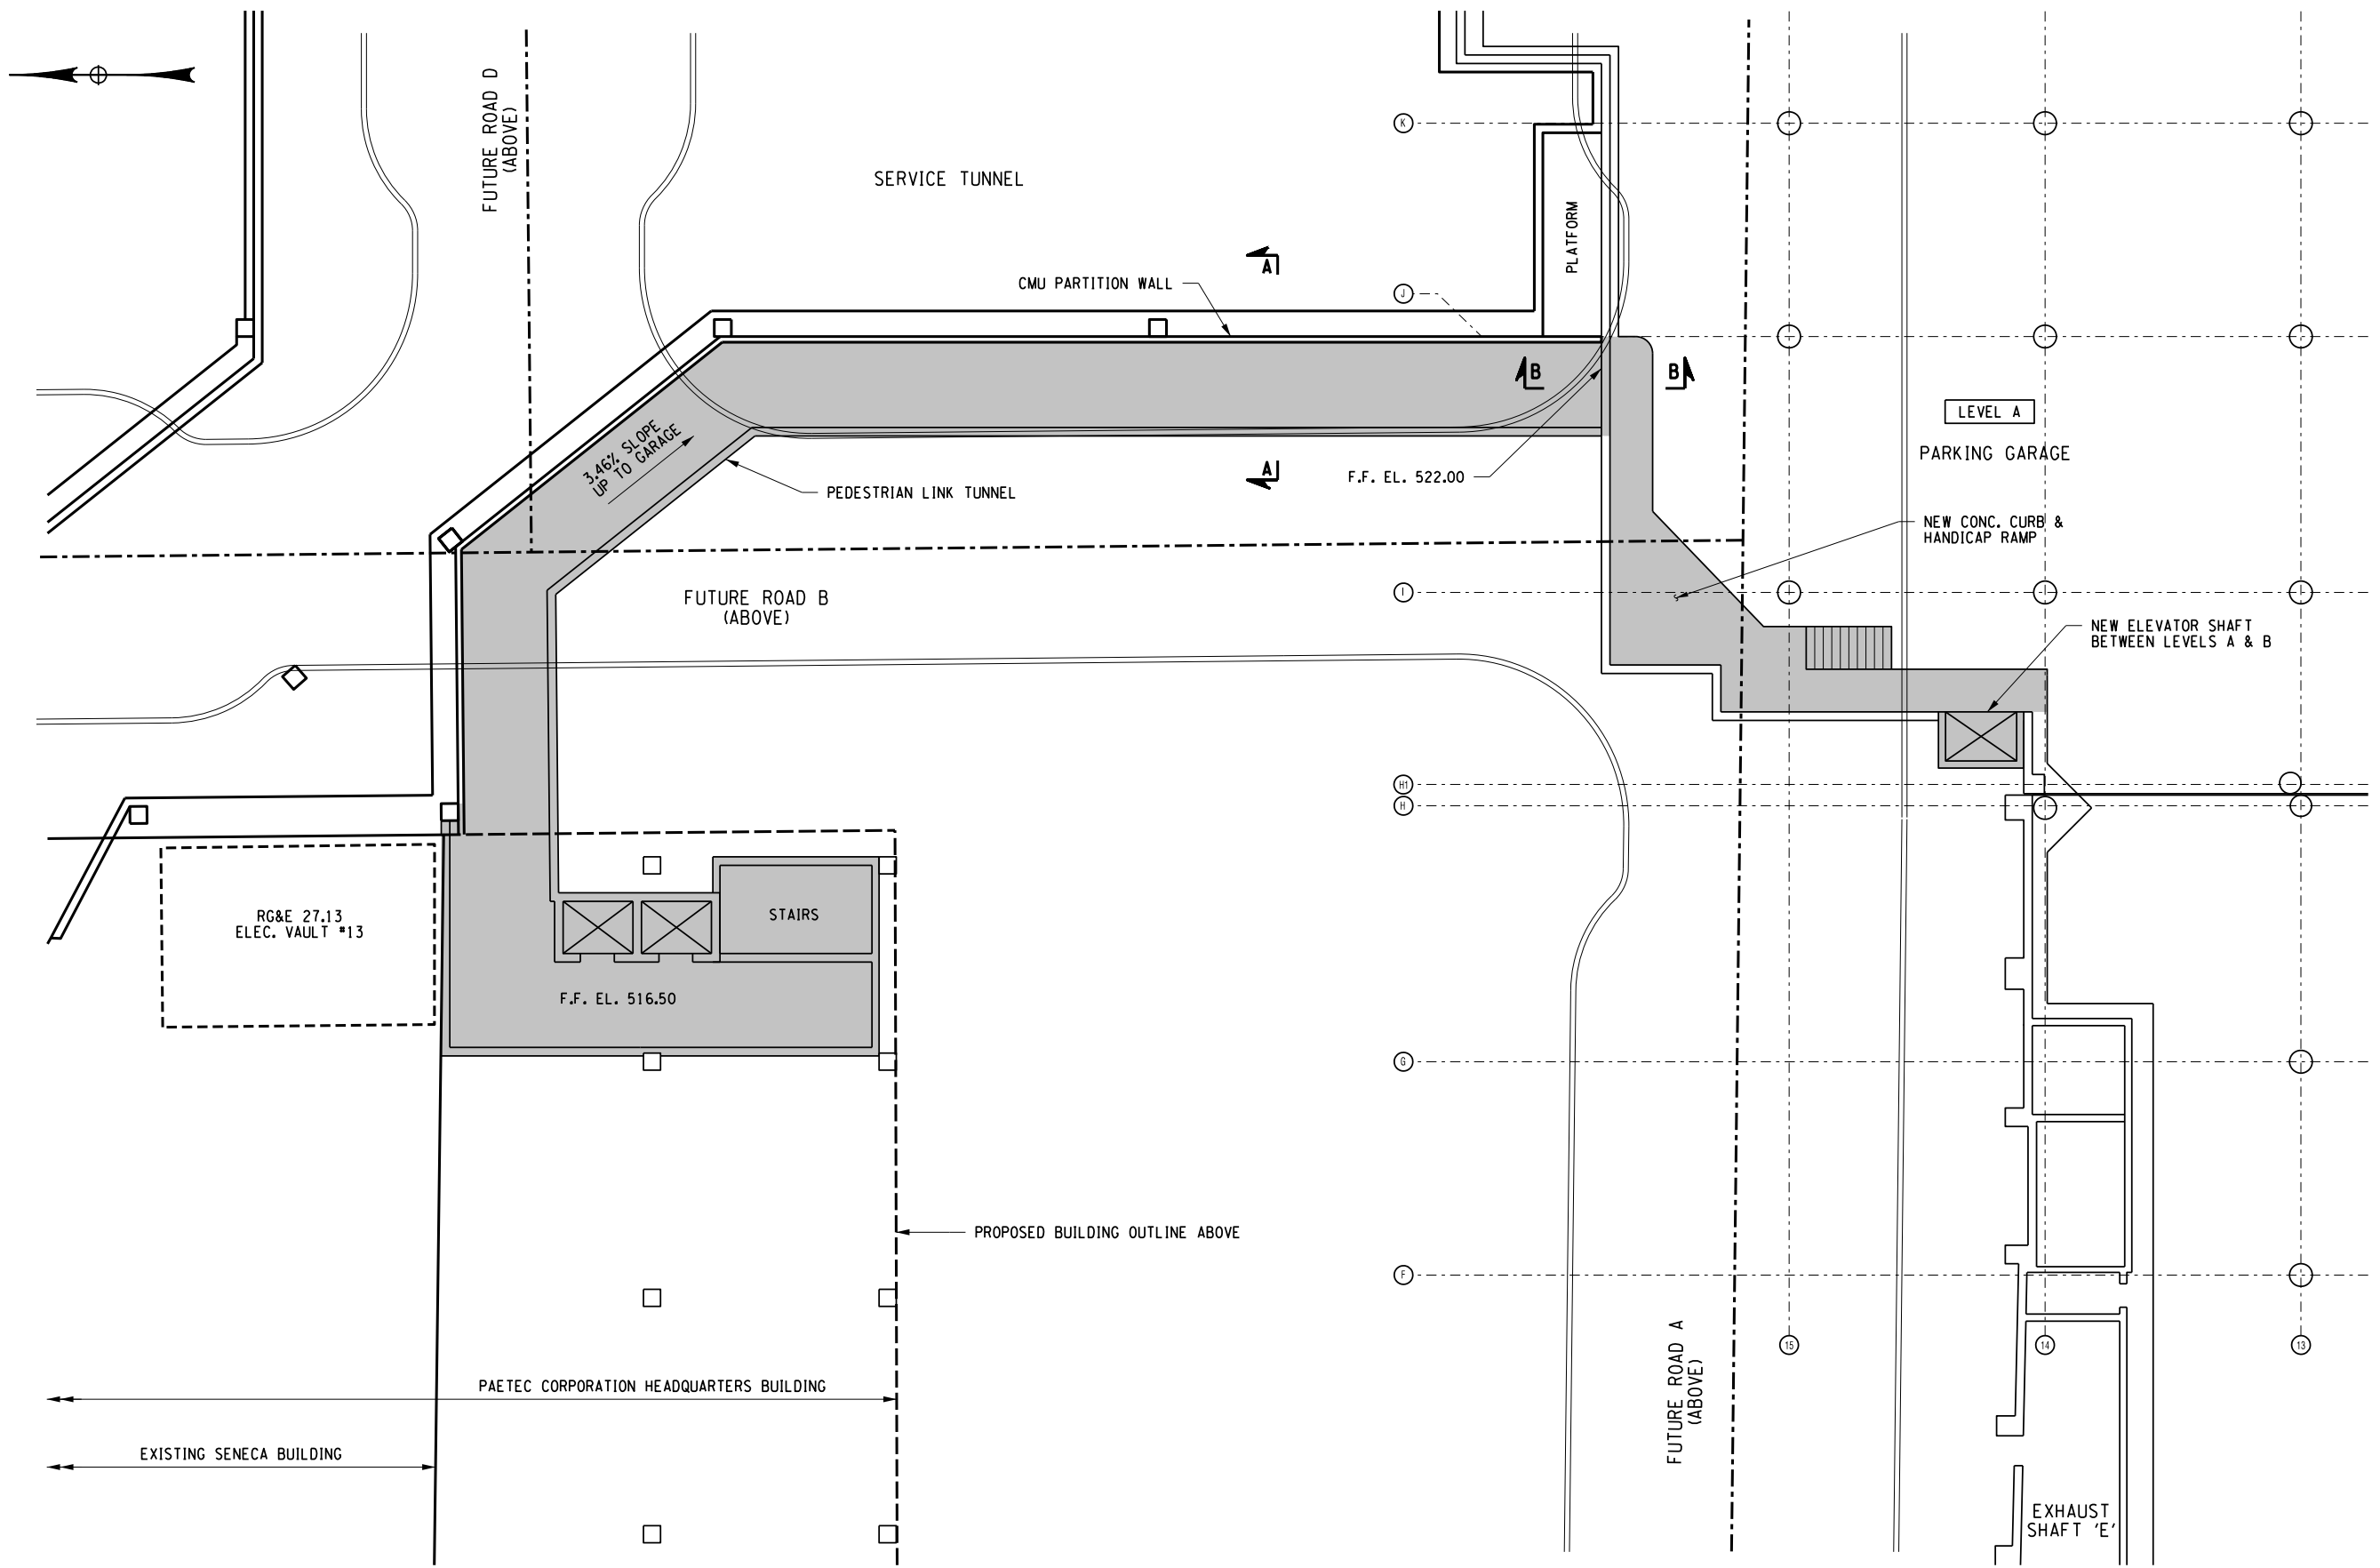 FUTURE ROAD D
(ABOVE)
K
SERVICE TUNNEL
PLATFORM
A
CMU PARTITION WALL
J
B
B
LEVEL A
3.46% SLOPE
UP TO GARAGE
PARKING GARAGE
A
F.F. EL. 522.00
PEDESTRIAN LINK TUNNEL
NEW CONC. CURB &
HANDICAP RAMP
FUTURE ROAD B
(ABOVE)
I
NEW ELEVATOR SHAFT
BETWEEN LEVELS A & B
H1
H
RG&E 27.13
ELEC. VAULT #13
STAIRS
F.F. EL. 516.50
G
PROPOSED BUILDING OUTLINE ABOVE
F
FUTURE ROAD A
(ABOVE)
15
14
13
PAETEC CORPORATION HEADQUARTERS BUILDING
EXISTING SENECA BUILDING
EXHAUST
SHAFT 'E'